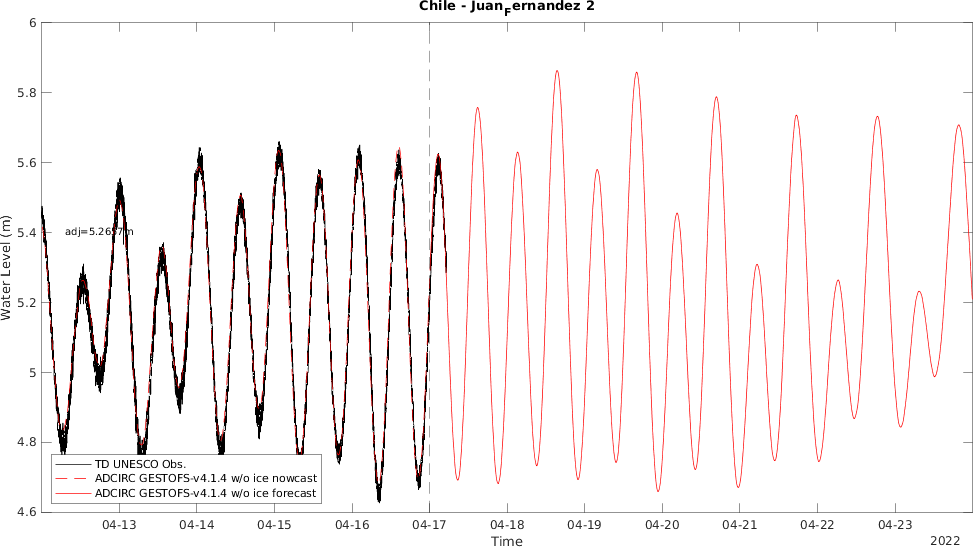 Chile - Juan_Fernandez 2
6
5.8
5.6
5.4
5.2
5
4.8
4.6
Water Level (m)
adj=5.2657m
TD UNESCO Obs.
ADCIRC GESTOFS-v4.1.4 w/o ice nowcast
ADCIRC GESTOFS-v4.1.4 w/o ice forecast
04-13 04-14 04-15 04-16 04-17 04-18 04-19 04-20 04-21 04-22 04-23
Time
2022